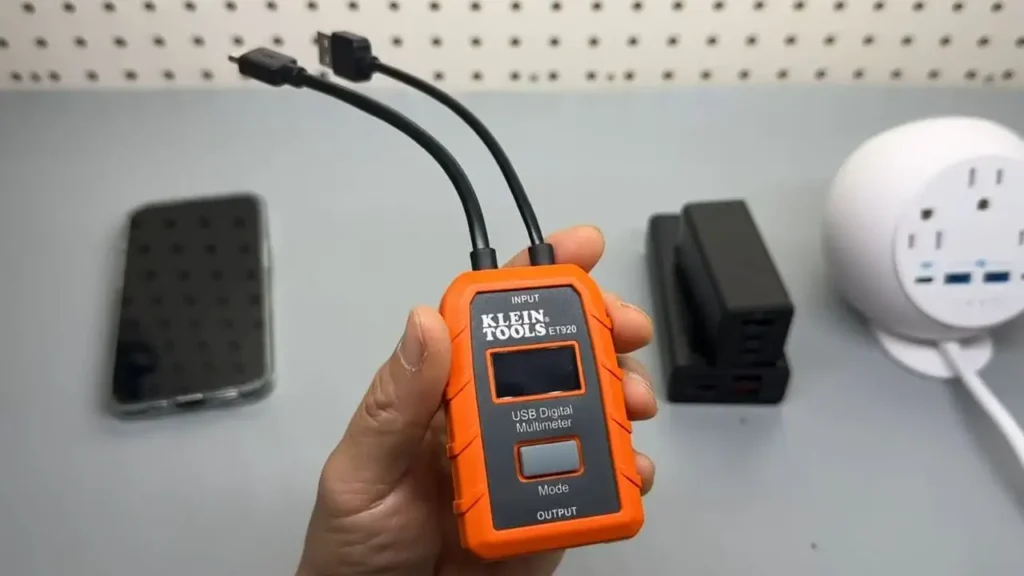 INPUT
KLEIN
TOOLS® ET920
USB Digital
Multimeter
Mode
OUTPUT